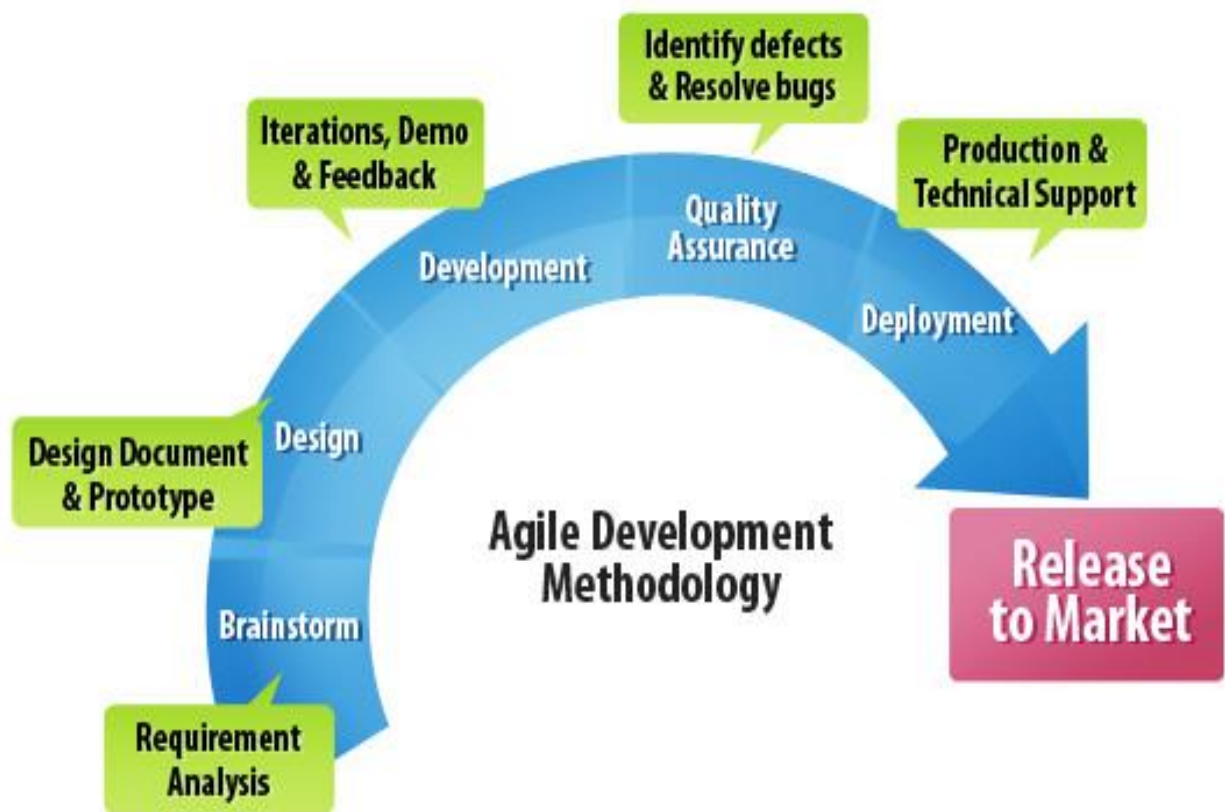 Identify defects
& Resolve bugs
Iterations, Demo
& Feedback
Production &
Technical Support
Quality
Assurance
Development
Deployment
Design Document
& Prototype
Design
Agile Development
Methodology
Release
to Market
Brainstorm
Requirement
Analysis